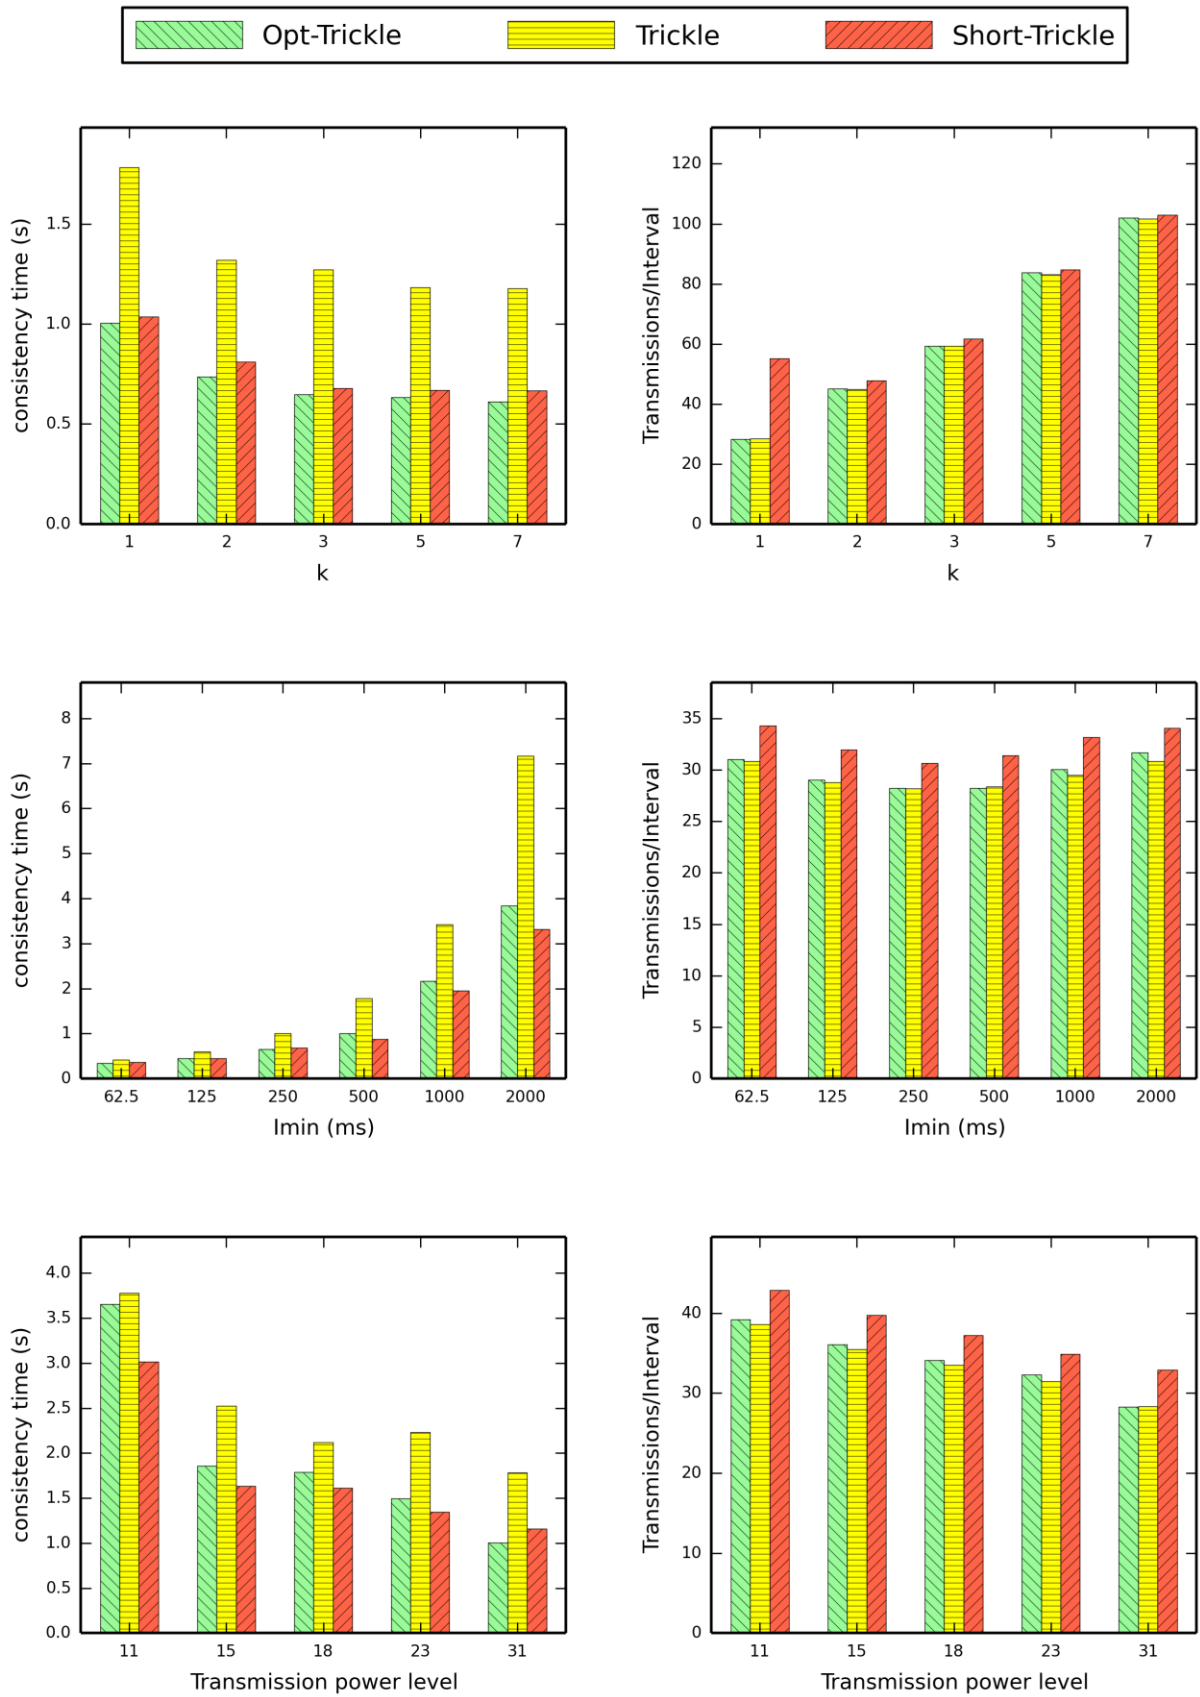 Opt-Trickle Trickle Short-Trickle
consistency time (s)
1.5
1.0
0.5
0.0
1 2 3 5 7
k
Transmissions/Interval
120
100
80
60
40
20
0
1 2 3 5 7
k
consistency time (s)
8
7
6
5
4
3
2
1
0
62.5 125 250 500 1000 2000
Imin (ms)
Transmissions/Interval
35
30
25
20
15
10
5
0
62.5 125 250 500 1000 2000
Imin (ms)
consistency time (s)
4.0
3.5
3.0
2.5
2.0
1.5
1.0
0.5
0.0
11 15 18 23 31
Transmission power level
Transmissions/Interval
40
30
20
10
0
11 15 18 23 31
Transmission power level